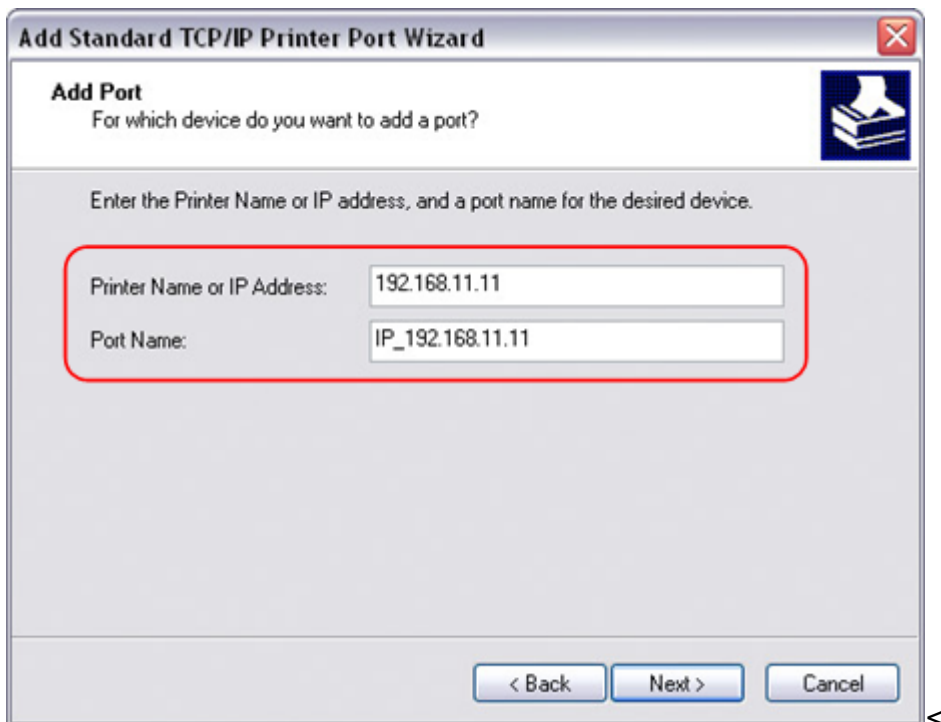 Add Standard TCP/IP Printer Port Wizard
Add Port
For which device do you want to add a port?
Enter the Printer Name or IP address, and a port name for the desired device.
Printer Name or IP Address: 192.168.11.11
Port Name: IP_192.168.11.11
< Back Next > Cancel
<